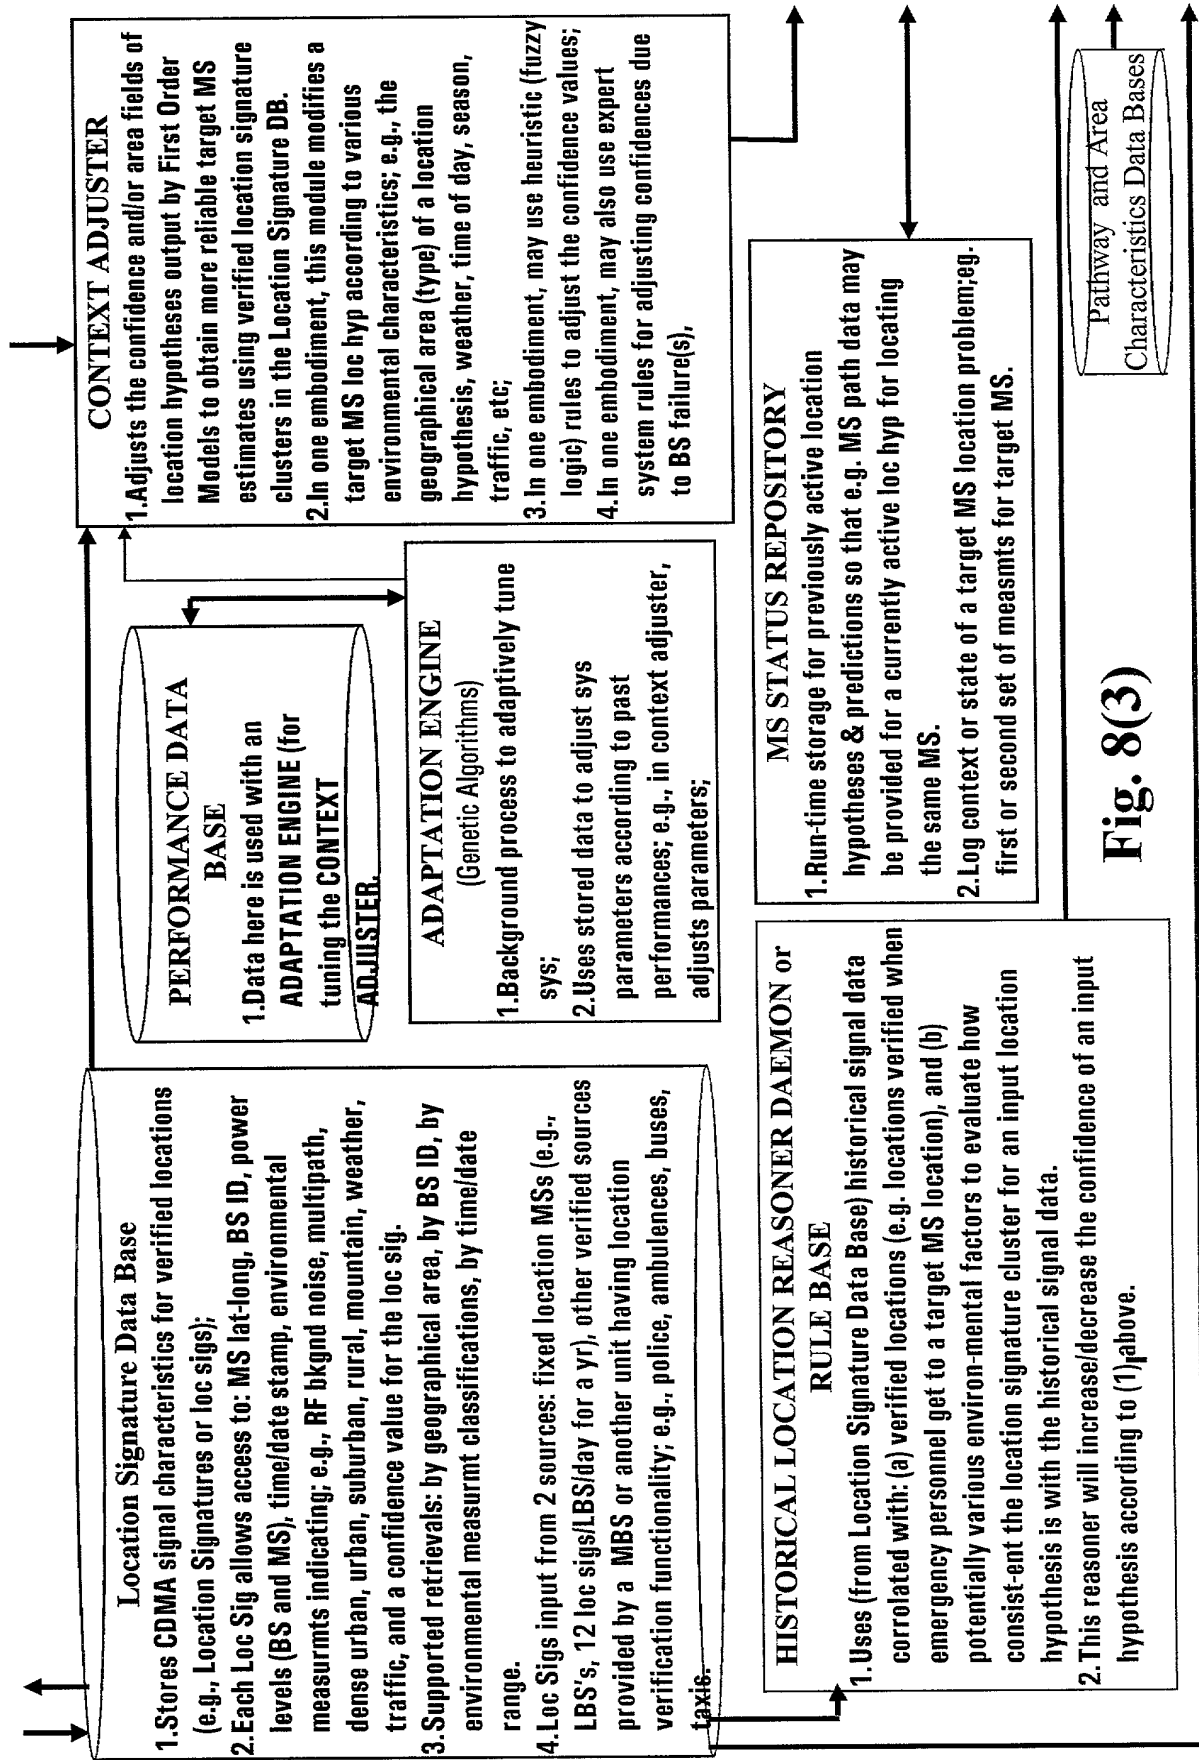 Location Signature Data Base
1.Stores CDMA signal characteristics for verified locations
(e.g., Location Signatures or loc sigs);
2.Each Loc Sig allows access to: MS lat-long, BS ID, power
levels (BS and MS), time/date stamp, environmental
measurmts indicating; e.g., RF bkgnd noise, multipath,
dense urban, urban, suburban, rural, mountain, weather,
traffic, and a confidence value for the loc sig.
3.Supported retrievals: by geographical area, by BS ID, by
environmental measurmt classifications, by time/date
range.
4.Loc Sigs input from 2 sources: fixed location MSs (e.g.,
LBS's, 12 loc sigs/LBS/day for a yr), other verified sources
provided by a MBS or another unit having location
verification functionality; e.g., police, ambulences, buses,
taxis.
PERFORMANCE DATA
BASE
1.Data here is used with an
ADAPTATION ENGINE (for
tuning the CONTEXT
ADJUSTER.
ADAPTATION ENGINE
(Genetic Algorithms)
1.Background process to adaptively tune
sys;
2.Uses stored data to adjust sys
parameters according to past
performances; e.g., in context adjuster,
adjusts parameters;
CONTEXT ADJUSTER
1.Adjusts the confidence and/or area fields of
location hypotheses output by First Order
Models to obtain more reliable target MS
estimates using verified location signature
clusters in the Location Signature DB.
2.In one embodiment, this module modifies a
target MS loc hyp according to various
environmental characteristics; e.g., the
geographical area (type) of a location
hypothesis, weather, time of day, season,
traffic, etc;
3.In one embodiment, may use heuristic (fuzzy
logic) rules to adjust the confidence values;
4.In one embodiment, may also use expert
system rules for adjusting confidences due
to BS failure(s),
HISTORICAL LOCATION REASONER DAEMON or
RULE BASE
1.Uses (from Location Signature Data Base) historical signal data
corrolated with: (a) verified locations (e.g. locations verified when
emergency personnel get to a target MS location), and (b)
potentially various environ-mental factors to evaluate how
consist-ent the location signature cluster for an input location
hypothesis is with the historical signal data.
2.This reasoner will increase/decrease the confidence of an input
hypothesis according to (1) above.
MS STATUS REPOSITORY
1.Run-time storage for previously active location
hypotheses & predictions so that e.g. MS path data may
be provided for a currently active loc hyp for locating
the same MS.
2.Log context or state of a target MS location problem;eg.
first or second set of measmts for target MS.
Pathway and Area
Characteristics Data Bases
Fig. 8(3)